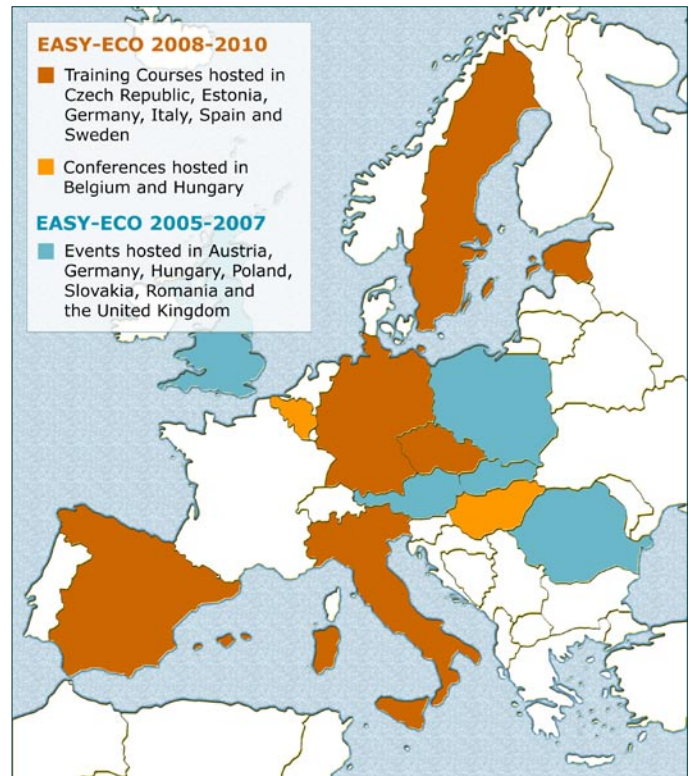 EASY-ECO 2008-2010
Training Courses hosted in
Czech Republic, Estonia,
Germany, Italy, Spain and
Sweden
Conferences hosted in
Belgium and Hungary
EASY-ECO 2005-2007
Events hosted in Austria,
Germany, Hungary, Poland,
Slovakia, Romania and
the United Kingdom